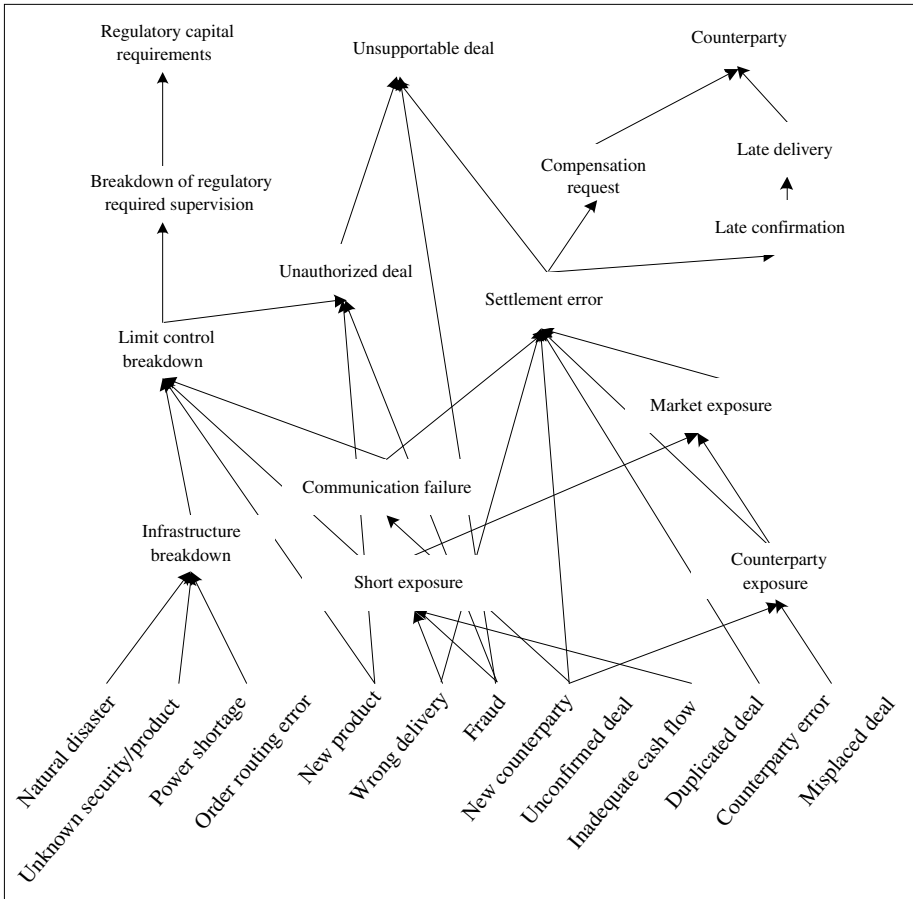 Regulatory capital
requirements
Unsupportable deal
Counterparty
Breakdown of regulatory
required supervision
Compensation
request
Late delivery
Late confirmation
Unauthorized deal
Settlement error
Limit control
breakdown
Market exposure
Communication failure
Infrastructure
breakdown
Short exposure
Counterparty
exposure
Natural disaster
Unknown security/product
Power shortage
Order routing error
New product
Wrong delivery
Fraud
New counterparty
Unconfirmed deal
Inadequate cash flow
Duplicated deal
Counterparty error
Misplaced deal